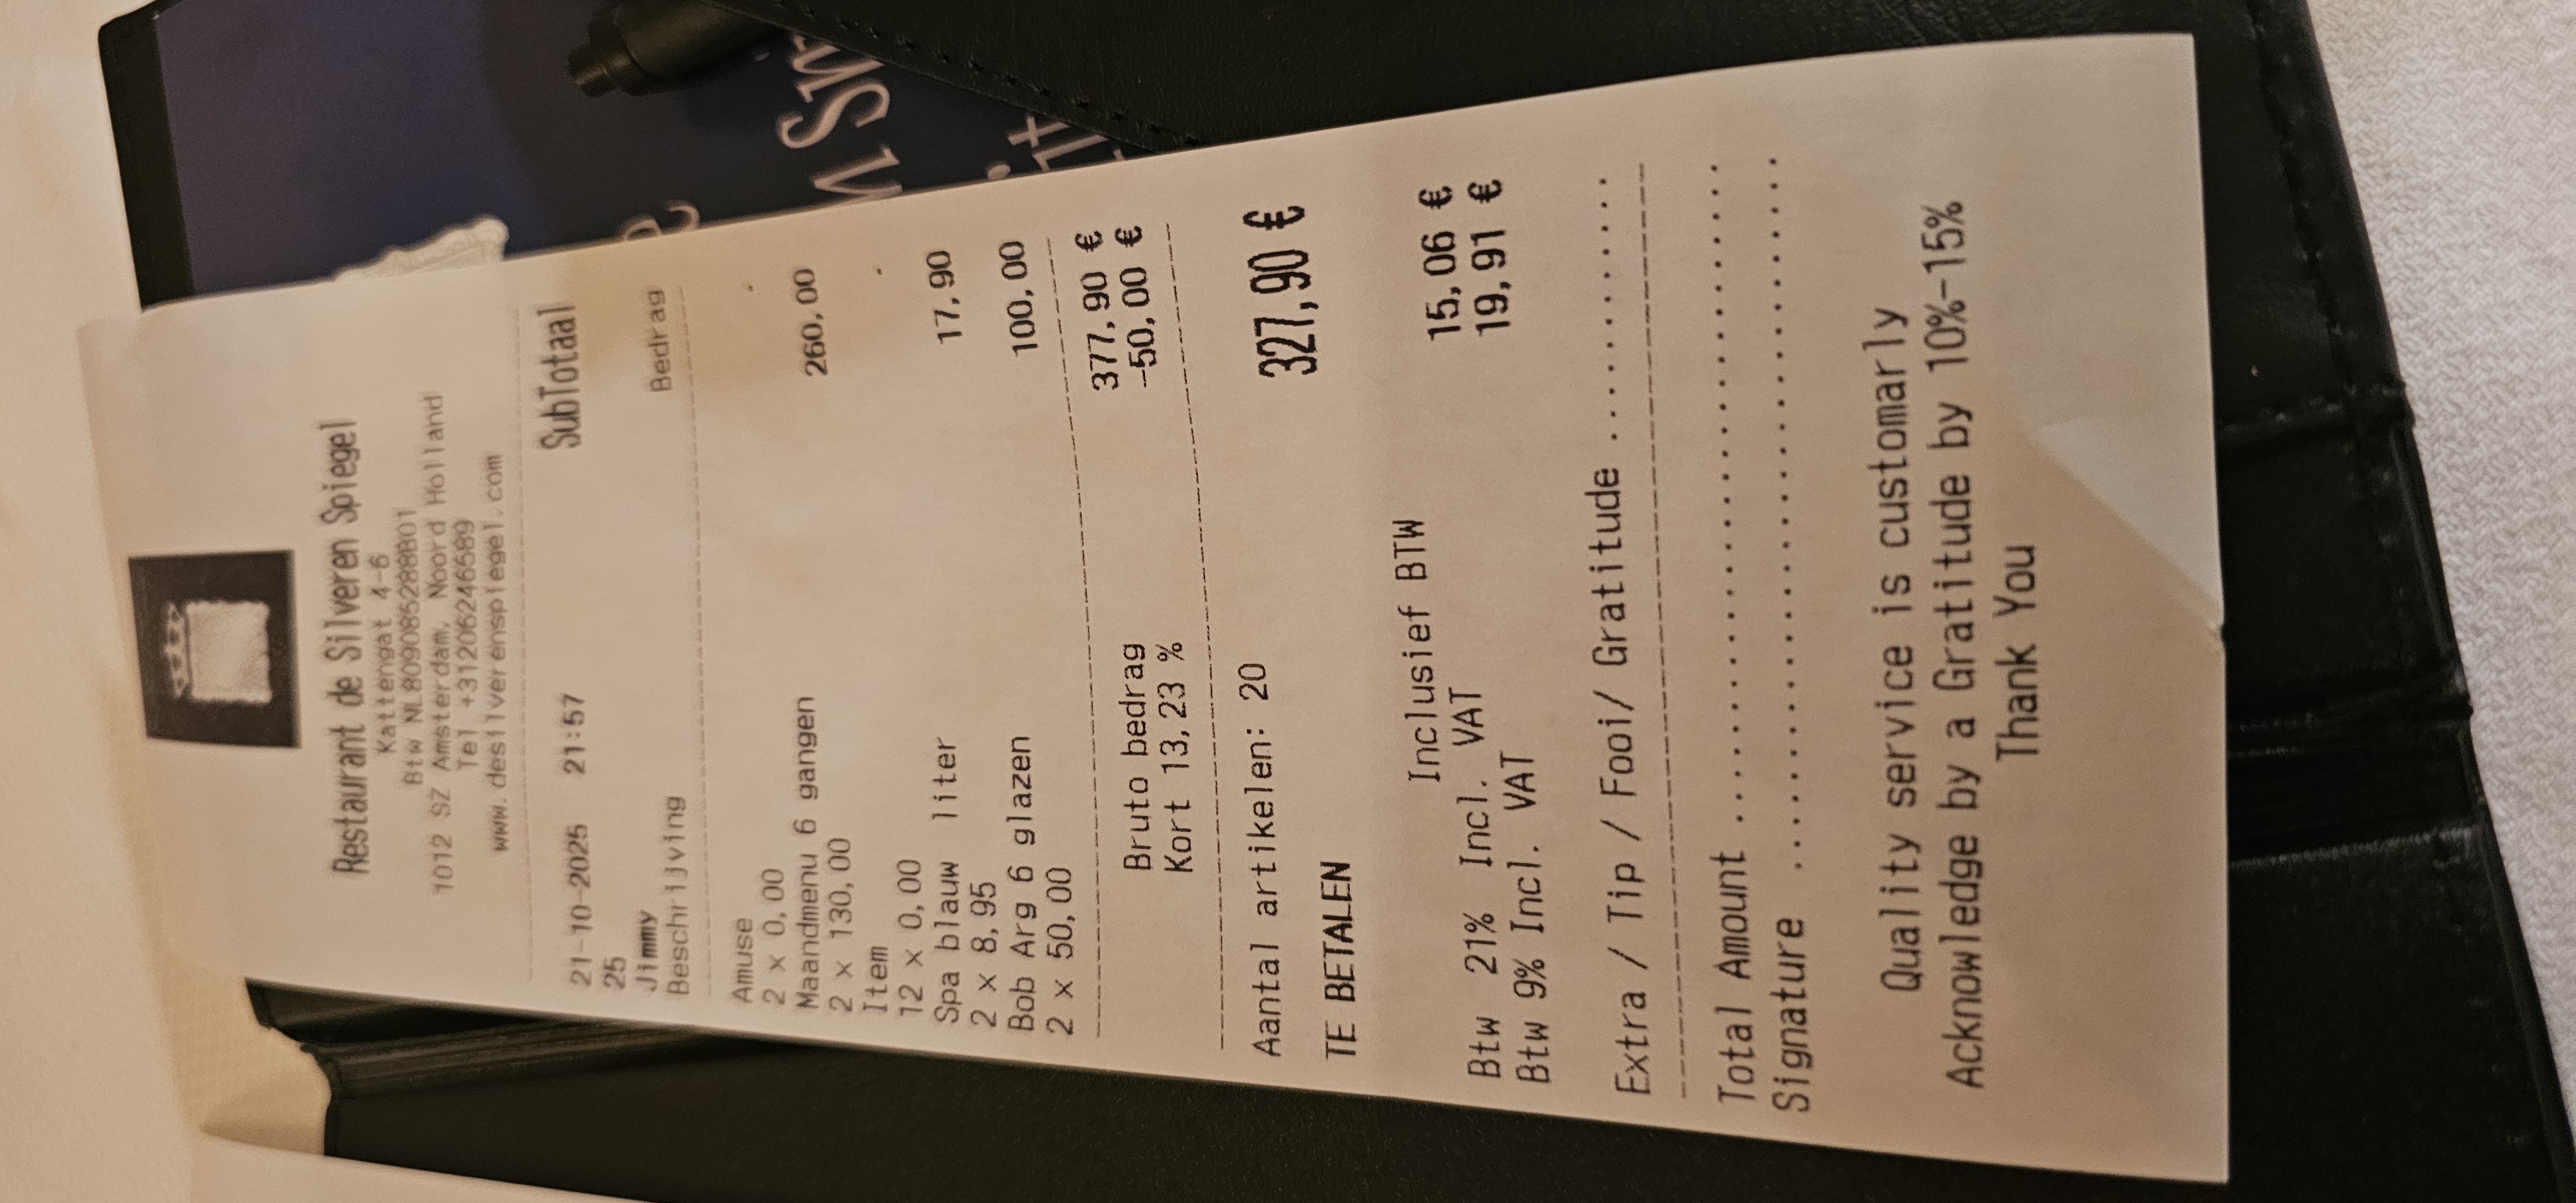 Restaurant de Silveren Spiegel
Kattengat 4-6
Btw NL809086528B01
1012 SZ Amsterdam, Noord Holland
Tel +31206246589
www.desilverenspiegel.com
SubTotaal
21-10-2025 21:57
25
Jimmy
Beschrijving Bedrag
Amuse
2 x 0,00 .
Maandmenu 6 gangen
2 x 130,00 260,00
Item
12 x 0,00 .
Spa blauw liter
2 x 8,95 17,90
Bob Arg 6 glazen
2 x 50,00 100,00
Bruto bedrag 377,90 €
Kort 13,23 % -50,00 €
Aantal artikelen: 20
TE BETALEN 327,90 €
Inclusief BTW
Btw 21% Incl. VAT 15,06 €
Btw 9% Incl. VAT 19,91 €
Extra / Tip / Fooi/ Gratitude ...........
Total Amount ..............................
Signature .................................
Quality service is customarly
Acknowledge by a Gratitude by 10%-15%
Thank You